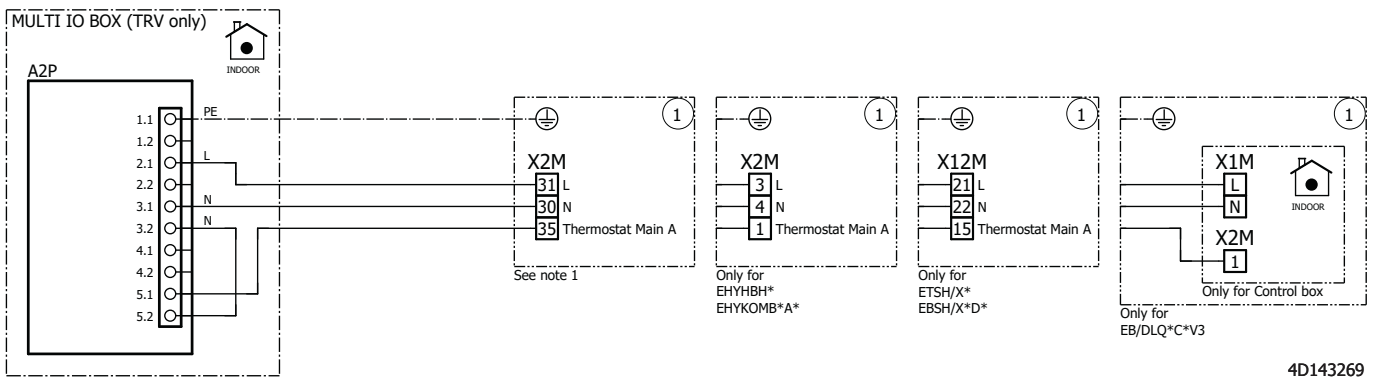 MULTI IO BOX (TRV only)
INDOOR
A2P
1.1
PE
1.2
2.1
L
2.2
3.1
N
3.2
N
4.1
4.2
5.1
5.2
1
X2M
31 L
30 N
35 Thermostat Main A
See note 1
1
X2M
3 L
4 N
1 Thermostat Main A
Only for
EHYHBH*
EHYKOMB*A*
1
X12M
21 L
22 N
15 Thermostat Main A
Only for
ETSH/X*
EBSH/X*D*
1
X1M
L
N
INDOOR
X2M
1
Only for Control box
Only for
EB/DLQ*C*V3
4D143269